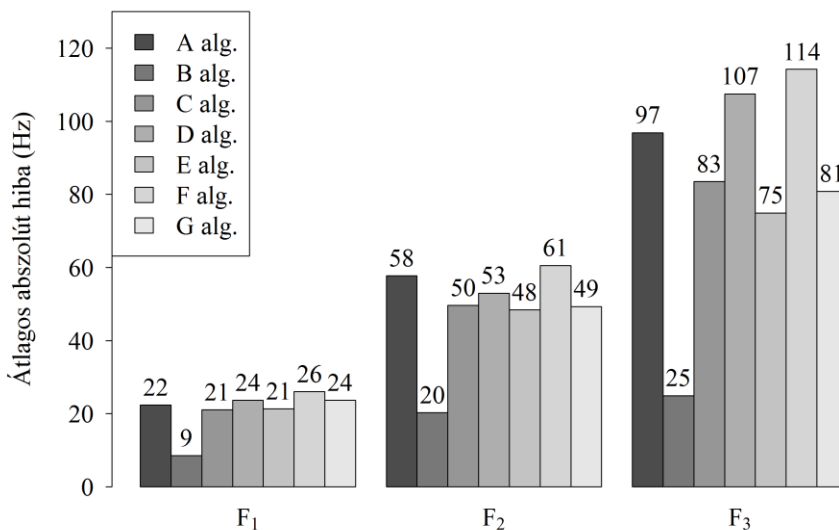 Átlagos abszolút hiba (Hz)
120
100
80
60
40
20
0
A alg.
B alg.
C alg.
D alg.
E alg.
F alg.
G alg.
22
9
21
24
21
26
24
58
20
50
53
48
61
49
97
25
83
107
75
114
81
F₁
F₂
F₃